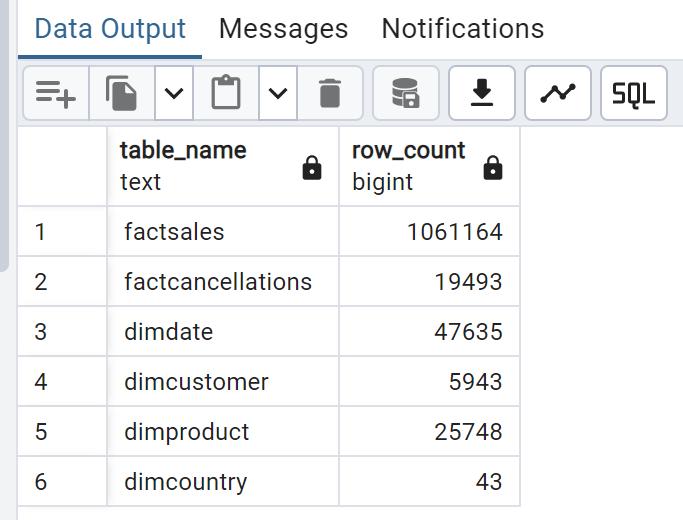 Data Output Messages Notifications
SQL
table_name row_count
text bigint
1 factsales 1061164
2 factcancellations 19493
3 dimdate 47635
4 dimcustomer 5943
5 dimproduct 25748
6 dimcountry 43